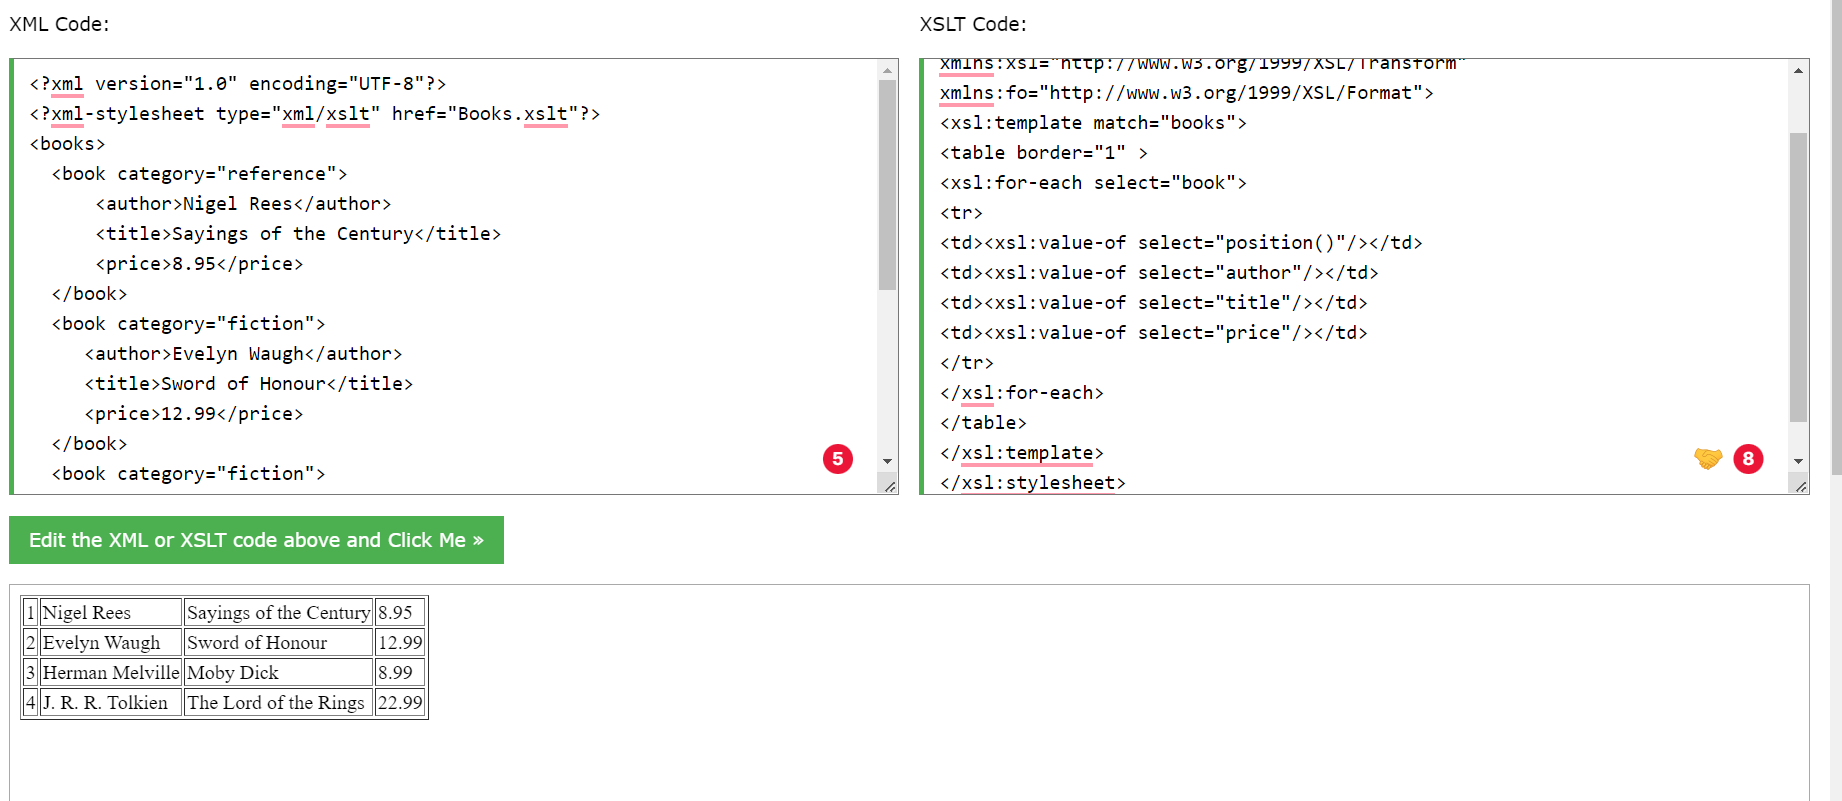 XML Code:
<?xml version="1.0" encoding="UTF-8"?>
<?xml-stylesheet type="xml/xslt" href="Books.xslt"?>
<books>
  <book category="reference">
      <author>Nigel Rees</author>
      <title>Sayings of the Century</title>
      <price>8.95</price>
  </book>
  <book category="fiction">
     <author>Evelyn Waugh</author>
     <title>Sword of Honour</title>
     <price>12.99</price>
  </book>
  <book category="fiction">
5
XSLT Code:
xmlns:xsl="http://www.w3.org/1999/XSL/Transform"
xmlns:fo="http://www.w3.org/1999/XSL/Format">
<xsl:template match="books">
<table border="1" >
<xsl:for-each select="book">
<tr>
<td><xsl:value-of select="position()"/></td>
<td><xsl:value-of select="author"/></td>
<td><xsl:value-of select="title"/></td>
<td><xsl:value-of select="price"/></td>
</tr>
</xsl:for-each>
</table>
</xsl:template>
</xsl:stylesheet>
8
Edit the XML or XSLT code above and Click Me »
1 Nigel Rees Sayings of the Century 8.95
2 Evelyn Waugh Sword of Honour 12.99
3 Herman Melville Moby Dick 8.99
4 J. R. R. Tolkien The Lord of the Rings 22.99